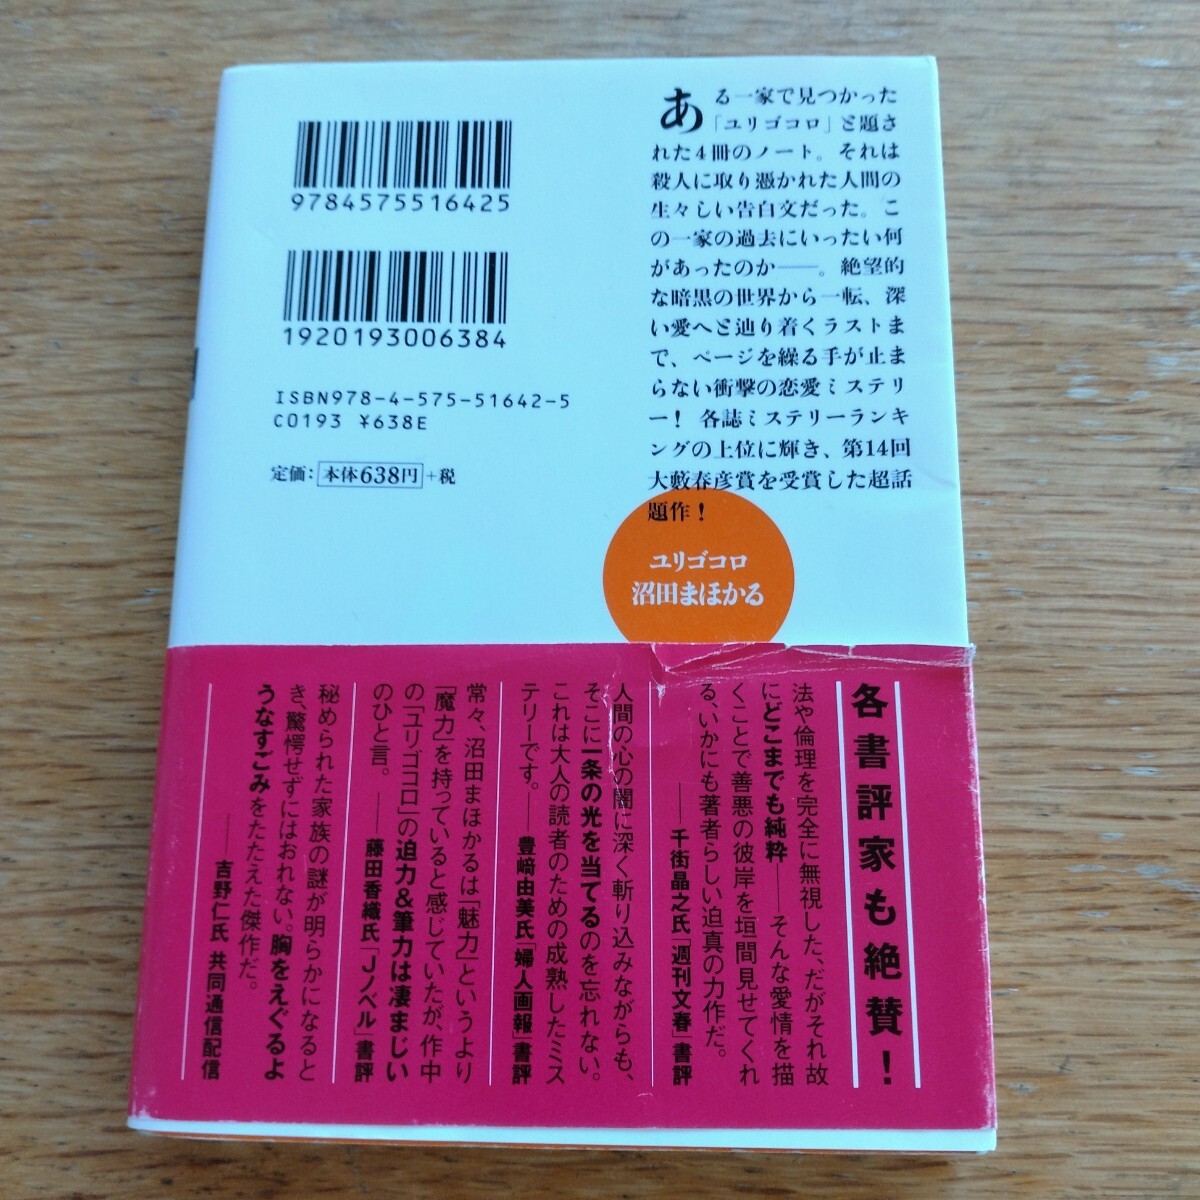 9784575516425
1920193006384
ISBN978-4-575-51642-5
C0193 ¥638E
定価：本体638円＋税
ある一家で見つかった
「ユリゴコロ」と題さ
れた4冊のノート。それは
殺人に取り憑かれた人間の
生々しい告白文だった。こ
の一家の過去にいったい何
があったのか――。絶望的
な暗黒の世界から一転、深
い愛へと辿り着くラストま
で、ページを繰る手が止ま
らない衝撃の恋愛ミステリ
ー！ 各誌ミステリーランキ
ングの上位に輝き、第14回
大藪春彦賞を受賞した超話
題作！
ユリゴコロ
沼田まほかる
各書評家も絶賛！
法や倫理を完全に無視した、だがそれ故
にどこまでも純粋――そんな愛情を描
くことで善悪の彼岸を垣間見せてくれ
る、いかにも著者らしい迫真の力作だ。
――千街晶之氏「週刊文春」書評
人間の心の闇に深く斬り込みながらも、
そこに一条の光を当てるのを忘れない。
これは大人の読者のための成熟したミス
テリーです。――豊﨑由美氏「婦人画報」書評
常々、沼田まほかるは「魅力」というより
「魔力」を持っていると感じていたが、作中
の「ユリゴコロ」の迫力&筆力は凄まじい
のひと言。――藤田香織氏「Jノベル」書評
秘められた家族の謎が明らかになると
き、驚愕せずにはおれない。胸をえぐるよ
うなすごみをたたえた傑作だ。
――吉野仁氏 共同通信配信